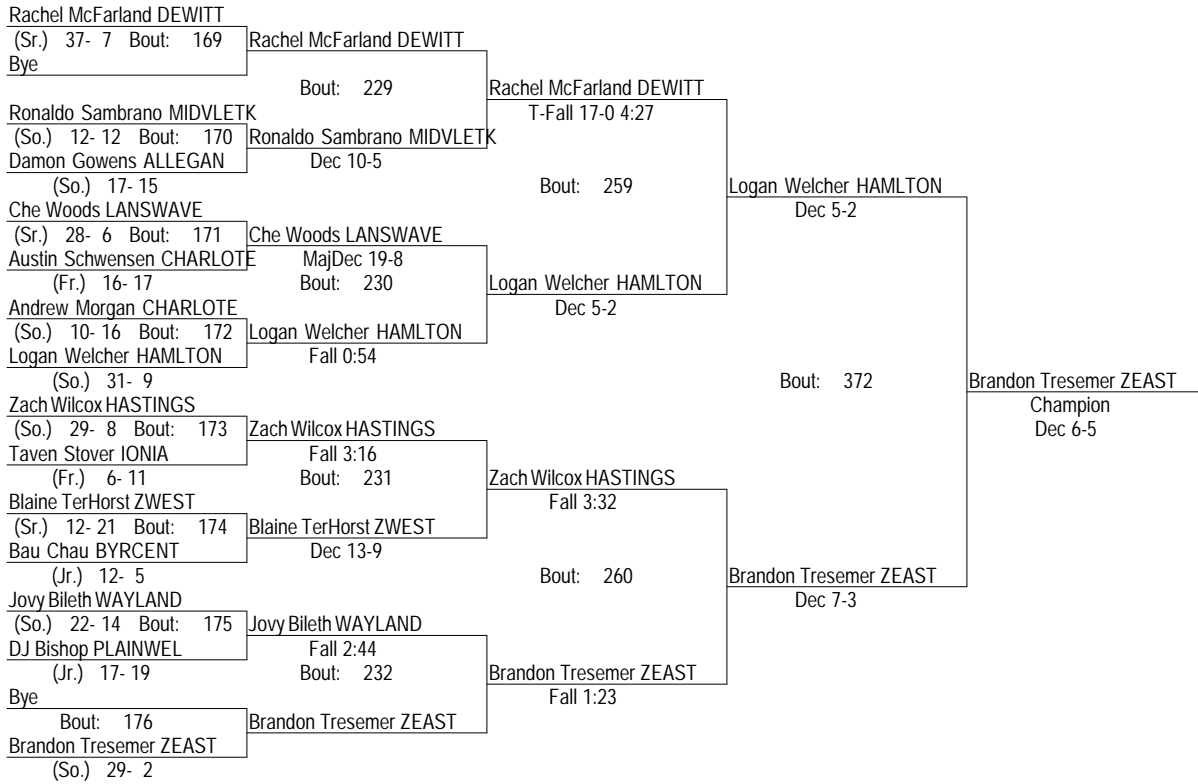 Rachel McFarland DEWITT
(Sr.) 37- 7 Bout: 169 Rachel McFarland DEWITT
Bye
Bout: 229 Rachel McFarland DEWITT
Ronaldo Sambrano MIDVLETK T-Fall 17-0 4:27
(So.) 12- 12 Bout: 170 Ronaldo Sambrano MIDVLETK
Damon Gowens ALLEGAN Dec 10-5
(So.) 17- 15 Bout: 259 Logan Welcher HAMLTON
Che Woods LANSWAVE Dec 5-2
(Sr.) 28- 6 Bout: 171 Che Woods LANSWAVE
Austin Schwensen CHARLOTE MajDec 19-8
(Fr.) 16- 17 Bout: 230 Logan Welcher HAMLTON
Andrew Morgan CHARLOTE Dec 5-2
(So.) 10- 16 Bout: 172 Logan Welcher HAMLTON
Logan Welcher HAMLTON Fall 0:54
(So.) 31- 9 Bout: 372 Brandon Tresemer ZEAST
Zach Wilcox HASTINGS Champion
(So.) 29- 8 Bout: 173 Zach Wilcox HASTINGS Dec 6-5
Taven Stover IONIA Fall 3:16
(Fr.) 6- 11 Bout: 231 Zach Wilcox HASTINGS
Blaine TerHorst ZWEST Fall 3:32
(Sr.) 12- 21 Bout: 174 Blaine TerHorst ZWEST
Bau Chau BYRCENT Dec 13-9
(Jr.) 12- 5 Bout: 260 Brandon Tresemer ZEAST
Jovy Bileth WAYLAND Dec 7-3
(So.) 22- 14 Bout: 175 Jovy Bileth WAYLAND
DJ Bishop PLAINWEL Fall 2:44
(Jr.) 17- 19 Bout: 232 Brandon Tresemer ZEAST
Bye Fall 1:23
Bout: 176 Brandon Tresemer ZEAST
Brandon Tresemer ZEAST
(So.) 29- 2